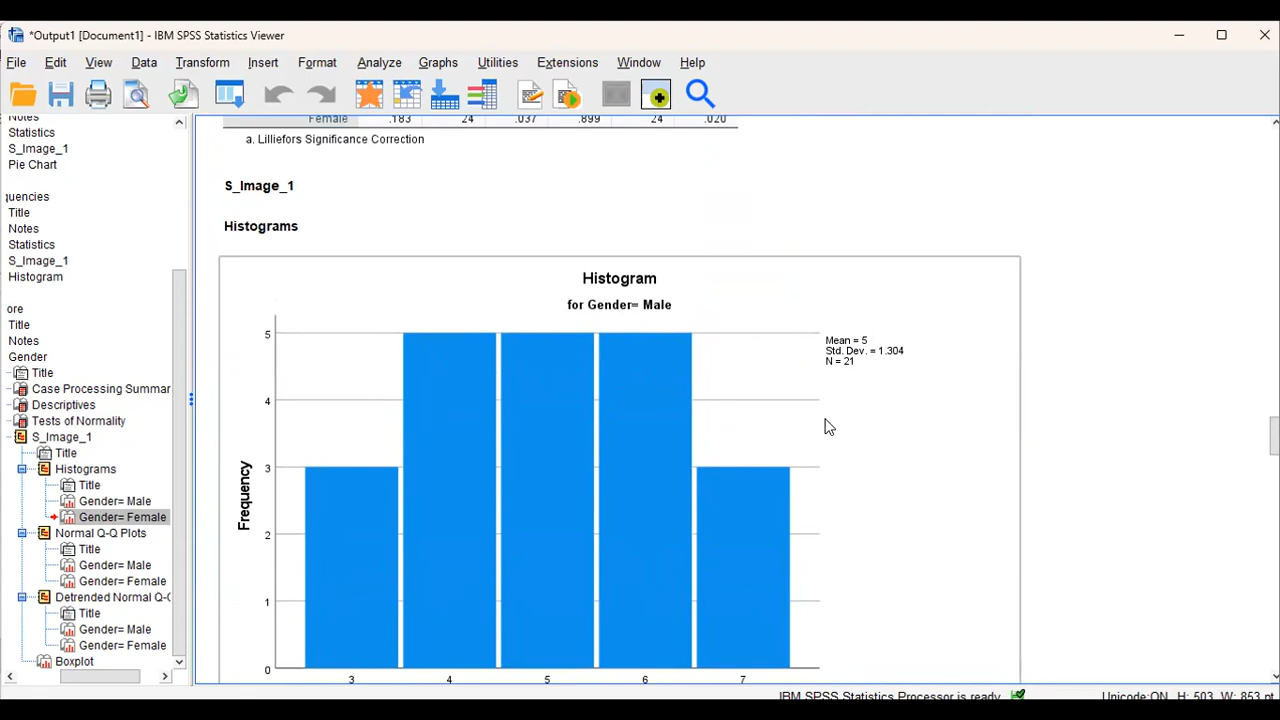 *Output1 [Document1] - IBM SPSS Statistics Viewer
File Edit View Data Transform Insert Format Analyze Graphs Utilities Extensions Window Help
Notes
Statistics
S_Image_1
Pie Chart
quencies
Title
Notes
Statistics
S_Image_1
Histogram
ore
Title
Notes
Gender
Title
Case Processing Summar
Descriptives
Tests of Normality
S_Image_1
Title
Histograms
Title
Gender= Male
Gender= Female
Normal Q-Q Plots
Title
Gender= Male
Gender= Female
Detrended Normal Q-Q
Title
Gender= Male
Gender= Female
Boxplot
Female .183 24 .037 .899 24 .020
a. Lilliefors Significance Correction
S_Image_1
Histograms
Histogram
for Gender= Male
Mean = 5
Std. Dev. = 1.304
N = 21
Frequency
5
4
3
2
1
0
3 4 5 6 7
IBM SPSS Statistics Processor is ready Unicode:ON H: 503, W: 853 pt